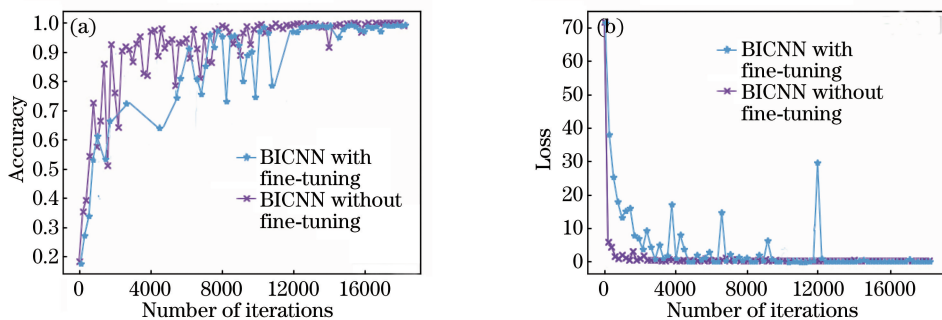 (a)
1.0
0.9
0.8
0.7
0.6
0.5
0.4
0.3
0.2
Accuracy
BICNN with
fine-tuning
BICNN without
fine-tuning
0 4000 8000 12000 16000
Number of iterations
(b)
70
60
50
40
30
20
10
0
Loss
BICNN with
fine-tuning
BICNN without
fine-tuning
0 4000 8000 12000 16000
Number of iterations